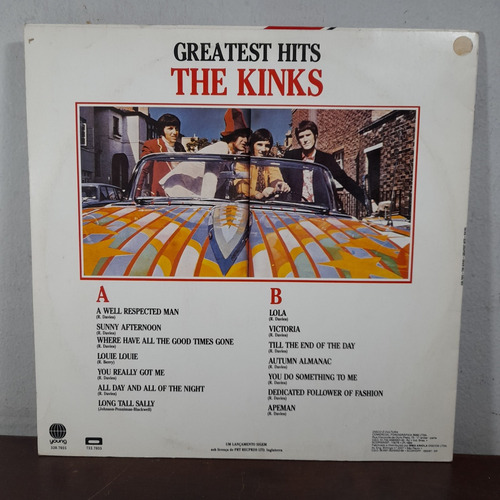 GREATEST HITS
THE KINKS
A
A WELL RESPECTED MAN
(R. Davies)
SUNNY AFTERNOON
(R. Davies)
WHERE HAVE ALL THE GOOD TIMES GONE
(R. Davies)
LOUIE LOUIE
(R. Berry)
YOU REALLY GOT ME
(R. Davies)
ALL DAY AND ALL OF THE NIGHT
(R. Davies)
LONG TALL SALLY
B
LOLA
(R. Davies)
VICTORIA
(R. Davies)
TILL THE END OF THE DAY
(R. Davies)
AUTUMN ALMANAC
(R. Davies)
YOU DO SOMETHING TO ME
(R. Davies)
DEDICATED FOLLOWER OF FASHION
(R. Davies)
APEMAN
(R. Davies)
young
UM LANÇAMENTO SIGEM